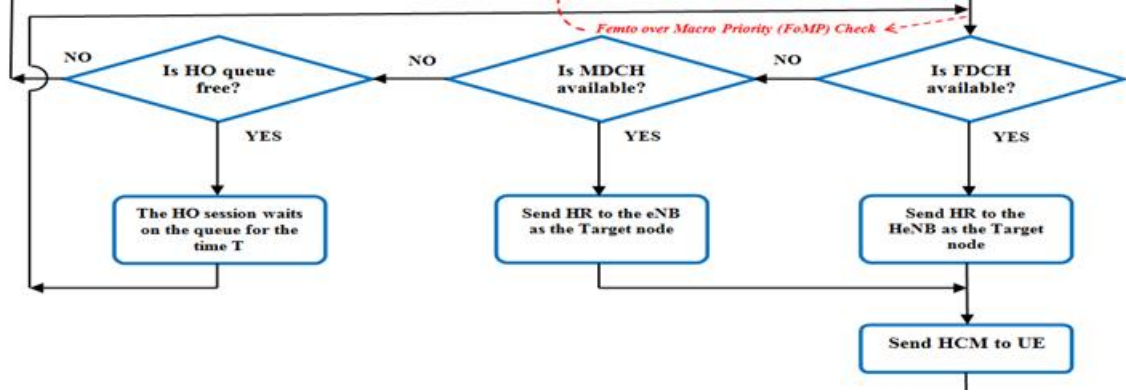 Femto over Macro Priority (FoMP) Check
NO
Is HO queue
free?
NO
Is MDCH
available?
NO
Is FDCH
available?
YES
YES
YES
The HO session waits
on the queue for the
time T
Send HR to the eNB
as the Target node
Send HR to the
HeNB as the Target
node
Send HCM to UE